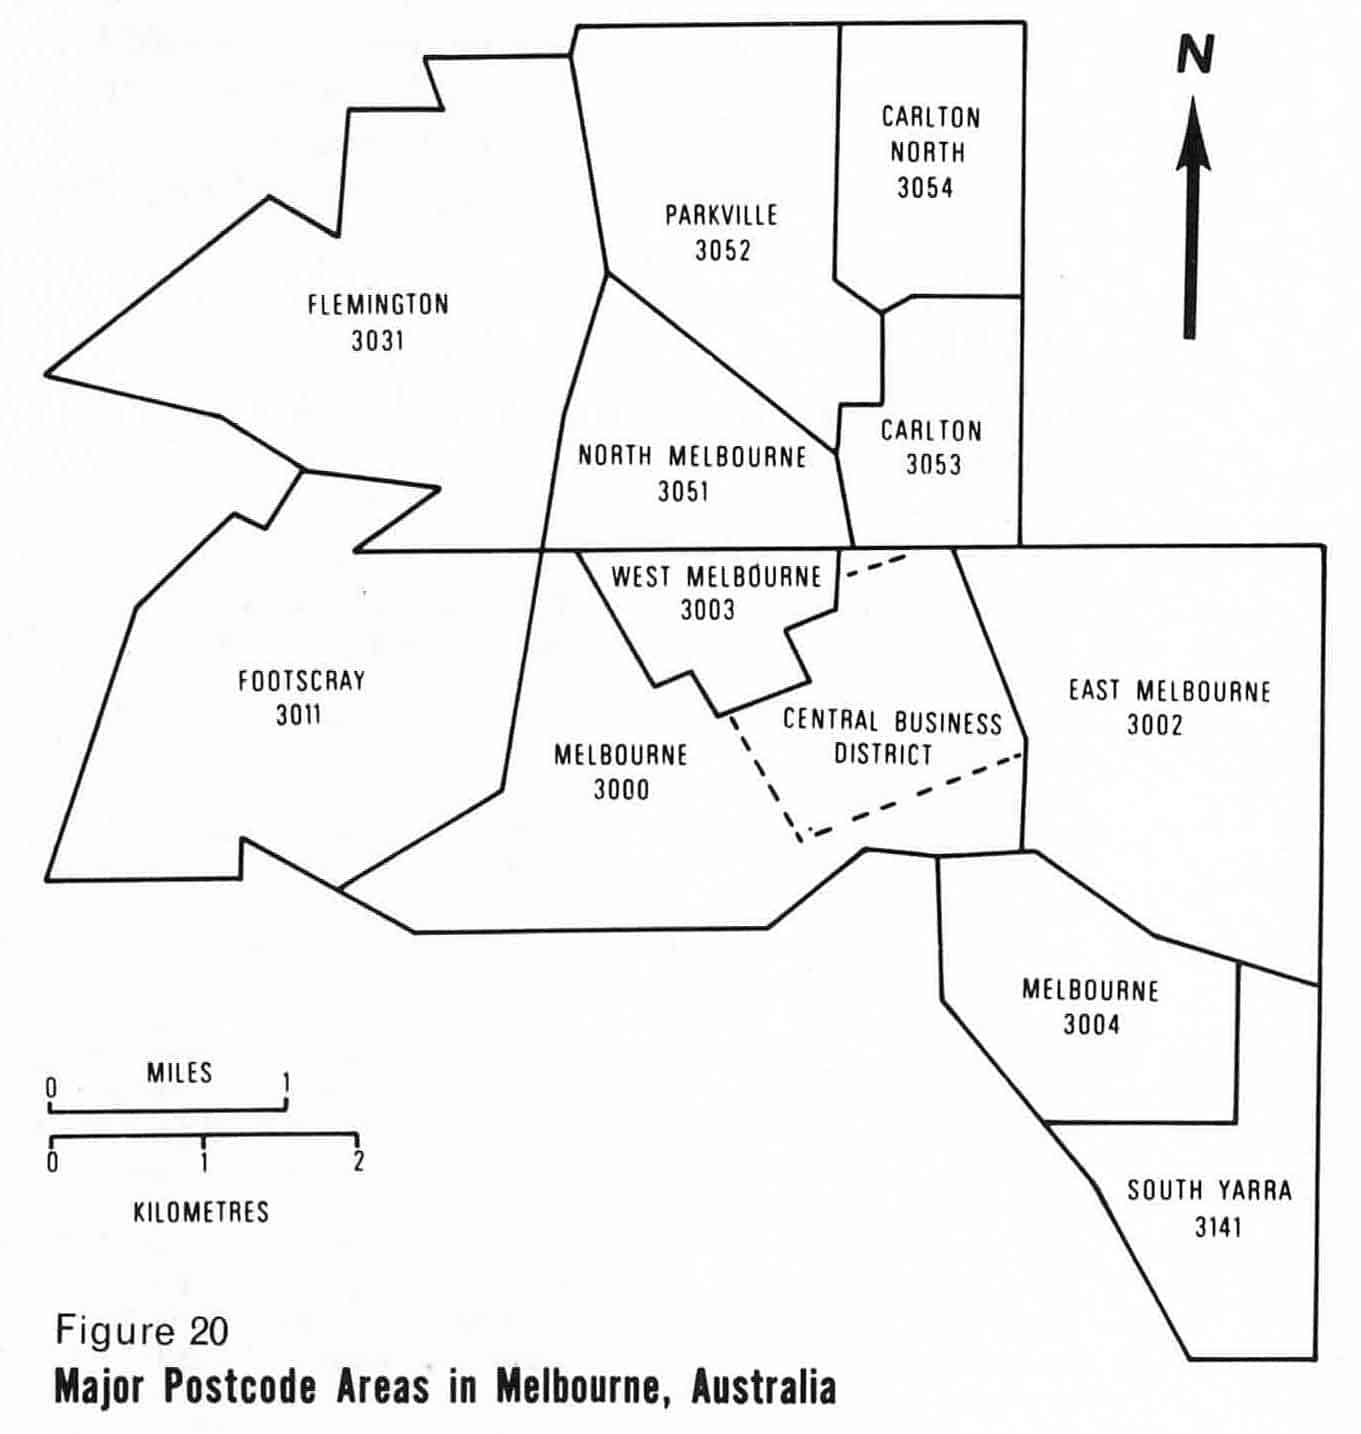 N
CARLTON
NORTH
3054
PARKVILLE
3052
FLEMINGTON
3031
CARLTON
3053
NORTH MELBOURNE
3051
WEST MELBOURNE
3003
FOOTSCRAY
3011
EAST MELBOURNE
3002
CENTRAL BUSINESS
DISTRICT
MELBOURNE
3000
MELBOURNE
3004
SOUTH YARRA
3141
0 MILES 1
0 1 2
KILOMETRES
Figure 20
Major Postcode Areas in Melbourne, Australia